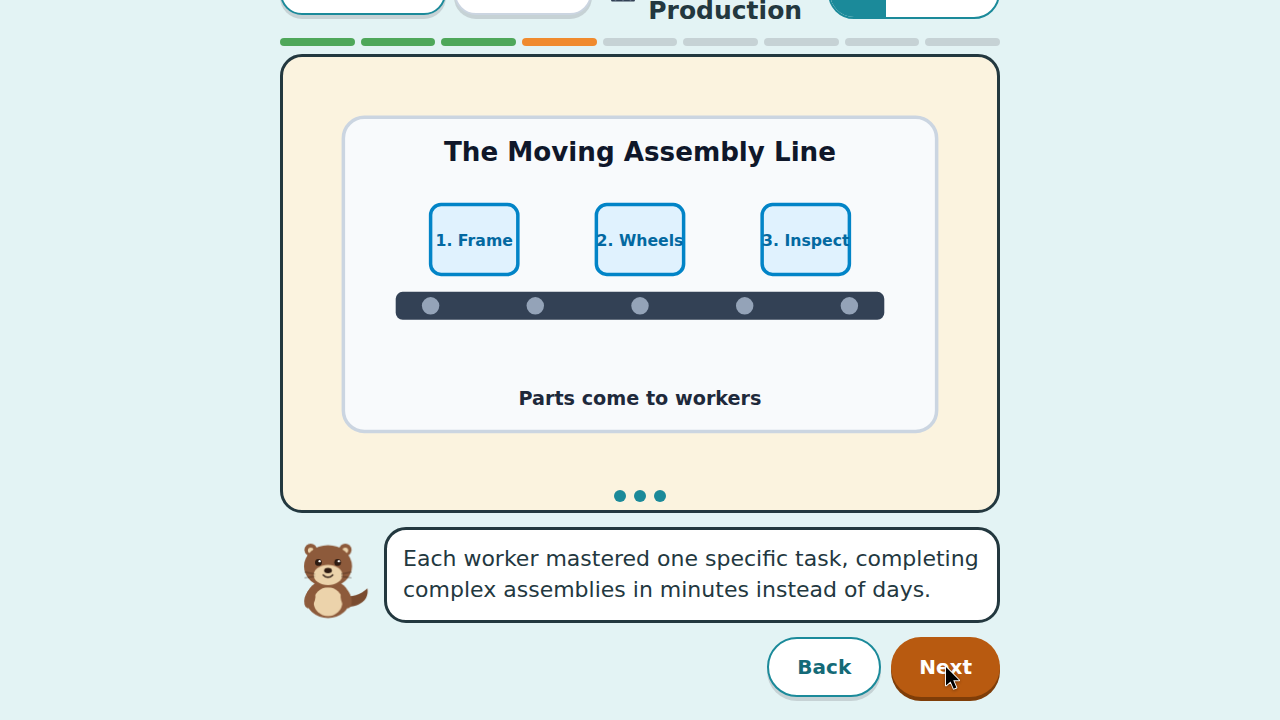 Production
The Moving Assembly Line
1. Frame
2. Wheels
3. Inspect
Parts come to workers
Each worker mastered one specific task, completing
complex assemblies in minutes instead of days.
Back
Next